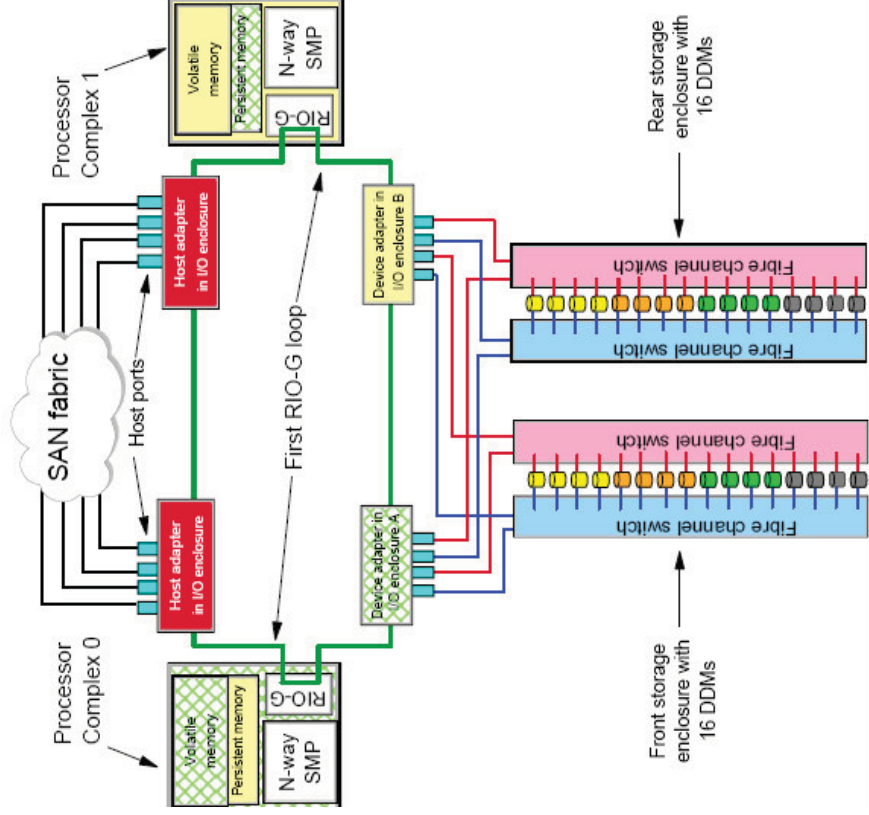 Processor
Complex 0
Volatile
memory
Persistent memory
N-way
SMP
RIO-G
SAN fabric
Host ports
Host adapter
in I/O enclosure
Host adapter
in I/O enclosure
Processor
Complex 1
Volatile
memory
Persistent memory
N-way
SMP
RIO-G
First RIO-G loop
Device adapter in
I/O enclosure A
Device adapter in
I/O enclosure B
Front storage
enclosure with
16 DDMs
Fibre channel switch
Fibre channel switch
Fibre channel switch
Fibre channel switch
Rear storage
enclosure with
16 DDMs